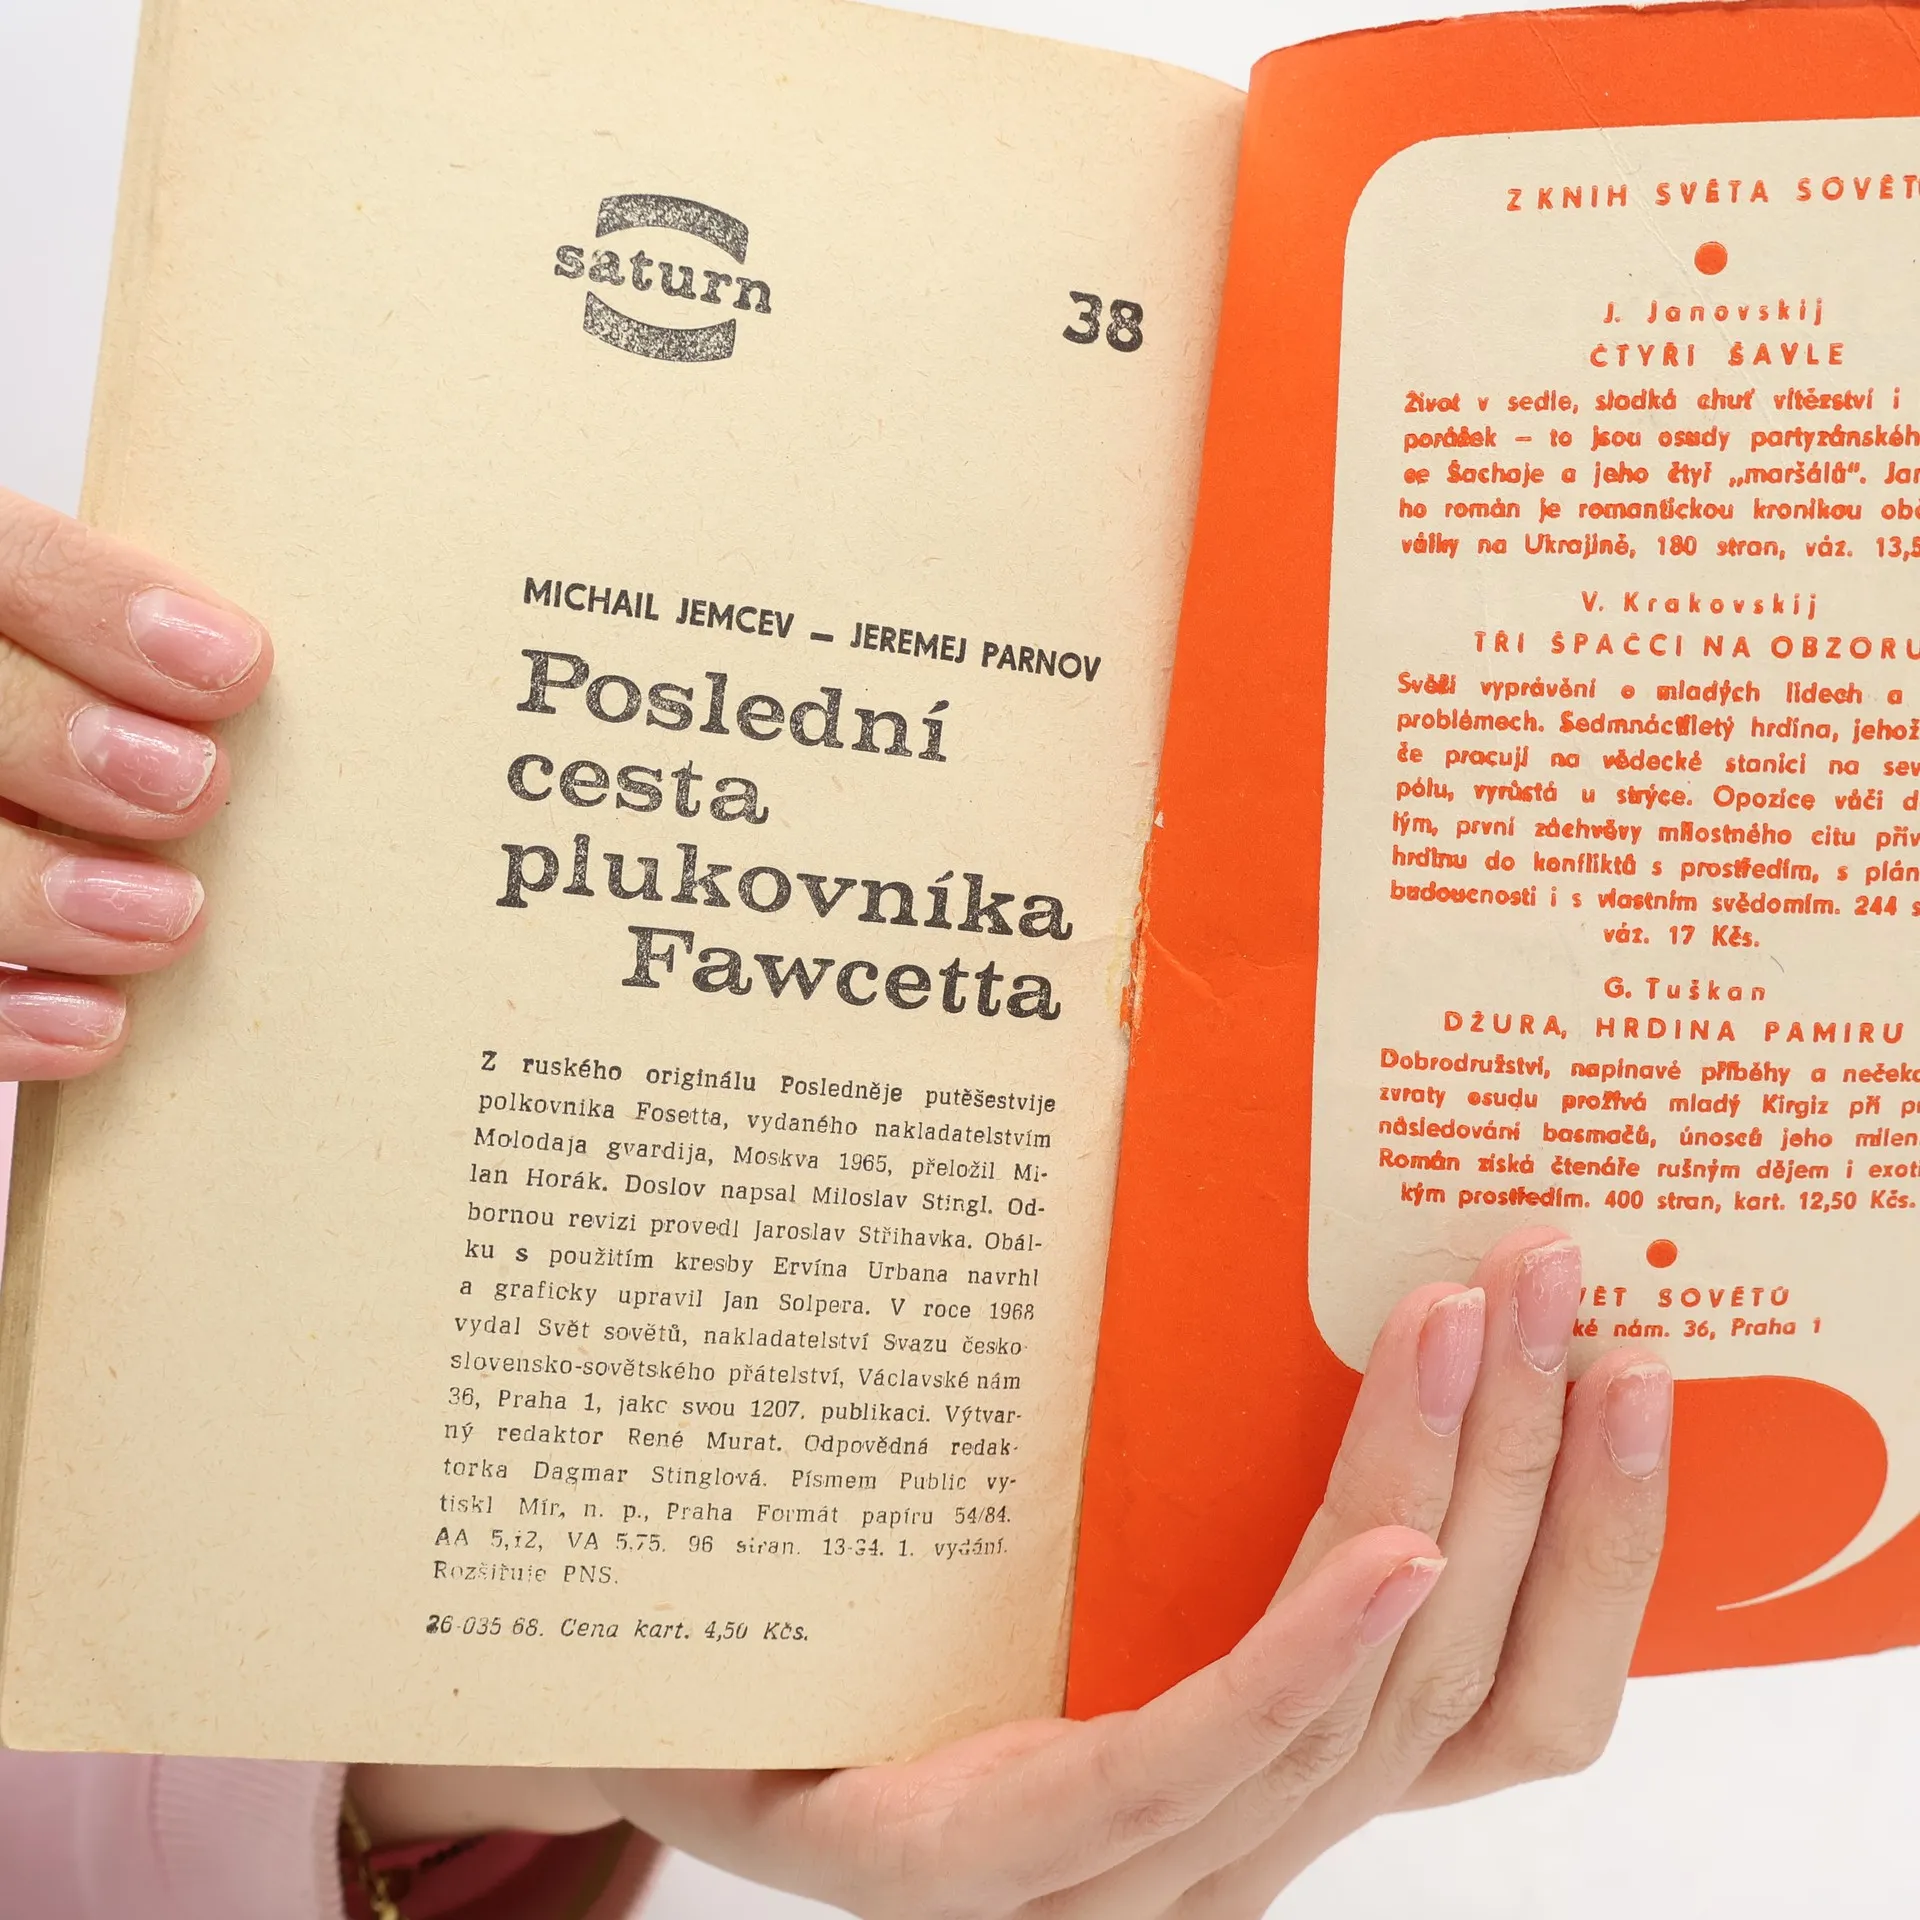 saturn
38
MICHAIL JEMCEV — JEREMEJ PARNOV
Poslední
cesta
plukovníka
Fawcetta
Z ruského originálu Posledněje putěšestvije
polkovnika Fosetta, vydaného nakladatelstvím
Molodaja gvardija, Moskva 1965, přeložil Mi-
lan Horák. Doslov napsal Miloslav Stingl. Od-
bornou revizi provedl Jaroslav Střihavka. Obál-
ku s použitím kresby Ervína Urbana navrhl
a graficky upravil Jan Solpera. V roce 1968
vydal Svět sovětů, nakladatelství Svazu česko-
slovensko-sovětského přátelství, Václavské nám
36, Praha 1, jako svou 1207. publikaci. Výtvar-
ný redaktor René Murat. Odpovědná redak-
torka Dagmar Stinglová. Písmem Public vy-
tiskl Mír, n. p., Praha Formát papíru 54/84.
AA 5,12, VA 5,75. 96 stran. 13-34. 1. vydání.
Rozšiřuje PNS.
26-035 68. Cena kart. 4,50 Kčs.
Z KNIH SVĚTA SOVĚT
J. Janovskij
ČTYŘI ŠAVLE
Život v sedle, sladká chuť vítězství i
porážek – to jsou osudy partyzánskéh
ce Šachaje a jeho čtyř „maršálů“. Jan
ho román je romantickou kronikou obč
války na Ukrajině, 180 stran, váz. 13,5
V. Krakovskij
TŘI ŠPAČCI NA OBZORU
Svěží vyprávění o mladých lidech a
problémech. Sedmnáctiletý hrdina, jehož
če pracují na vědecké stanici na sev
pólu, vyrůstá u strýce. Opozice vůči d
lým, první záchvěvy milostného citu přiv
hrdinu do konfliktů s prostředím, s plán
budoucnosti i s vlastním svědomím. 244 s
váz. 17 Kčs.
G. Tuškan
DŽURA, HRDINA PAMIRU
Dobrodružství, napínavé příběhy a nečeka
zvraty osudu prožívá mladý Kirgiz při p
následování basmačů, únosců jeho milen
Román získá čtenáře rušným dějem i exoti
kým prostředím. 400 stran, kart. 12,50 Kčs.
VĚT SOVĚTŮ
ké nám. 36, Praha 1